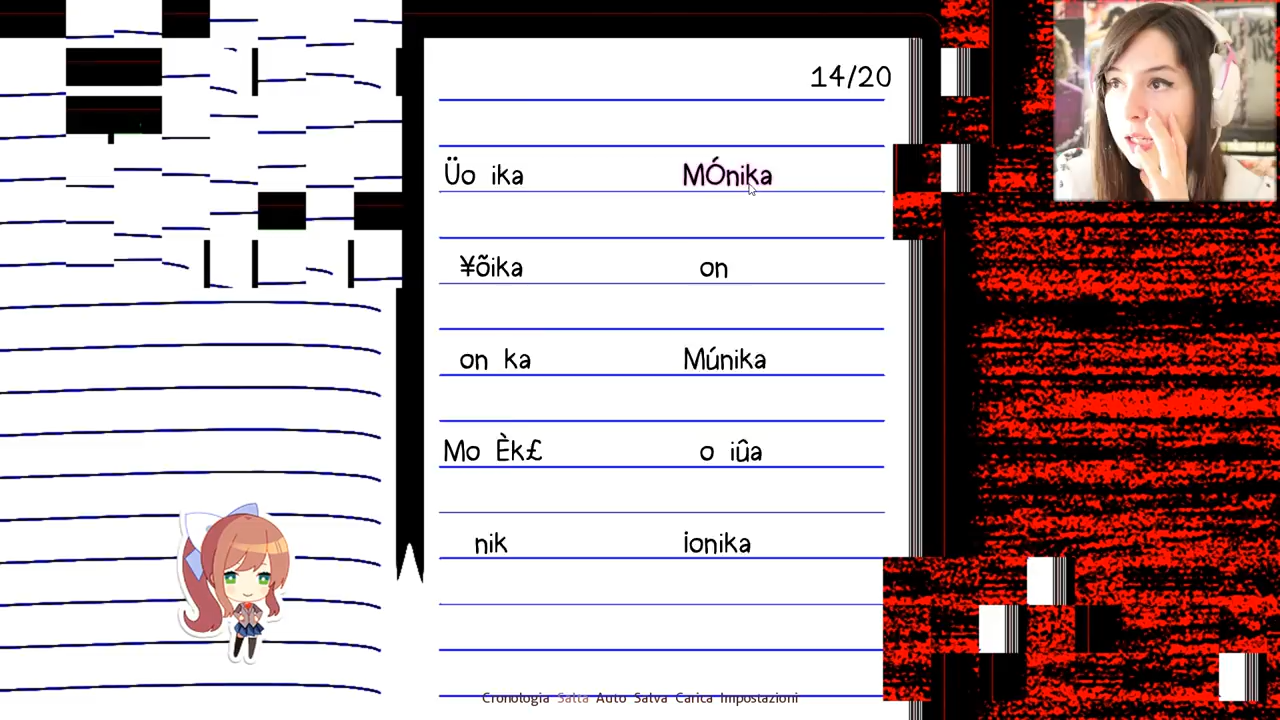 14/20
Üo ika MÓnika
¥õika on
on ka Múnika
Mo Èk£ o iûa
nik ionika
Cronologia Salta Auto Salva Carica Impostazioni